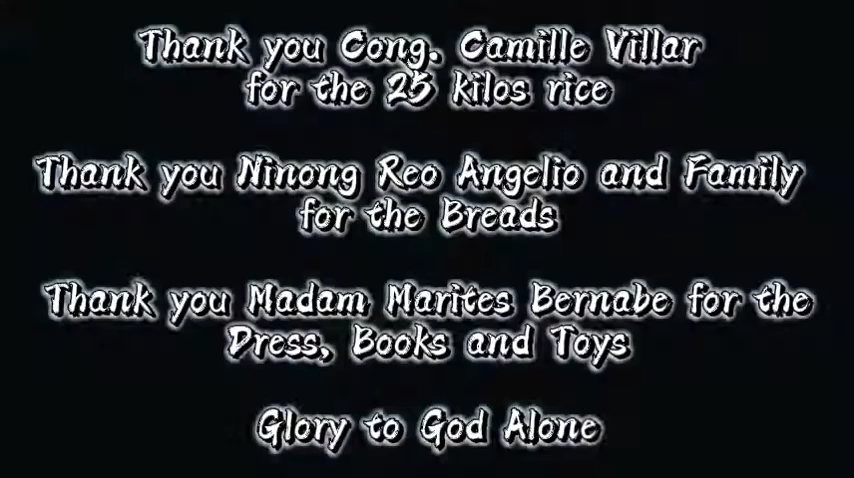 Thank you Cong. Camille Villar
for the 25 kilos rice
Thank you Ninong Reo Angelio and Family
for the Breads
Thank you Madam Marites Bernabe for the
Dress, Books and Toys
Glory to God Alone